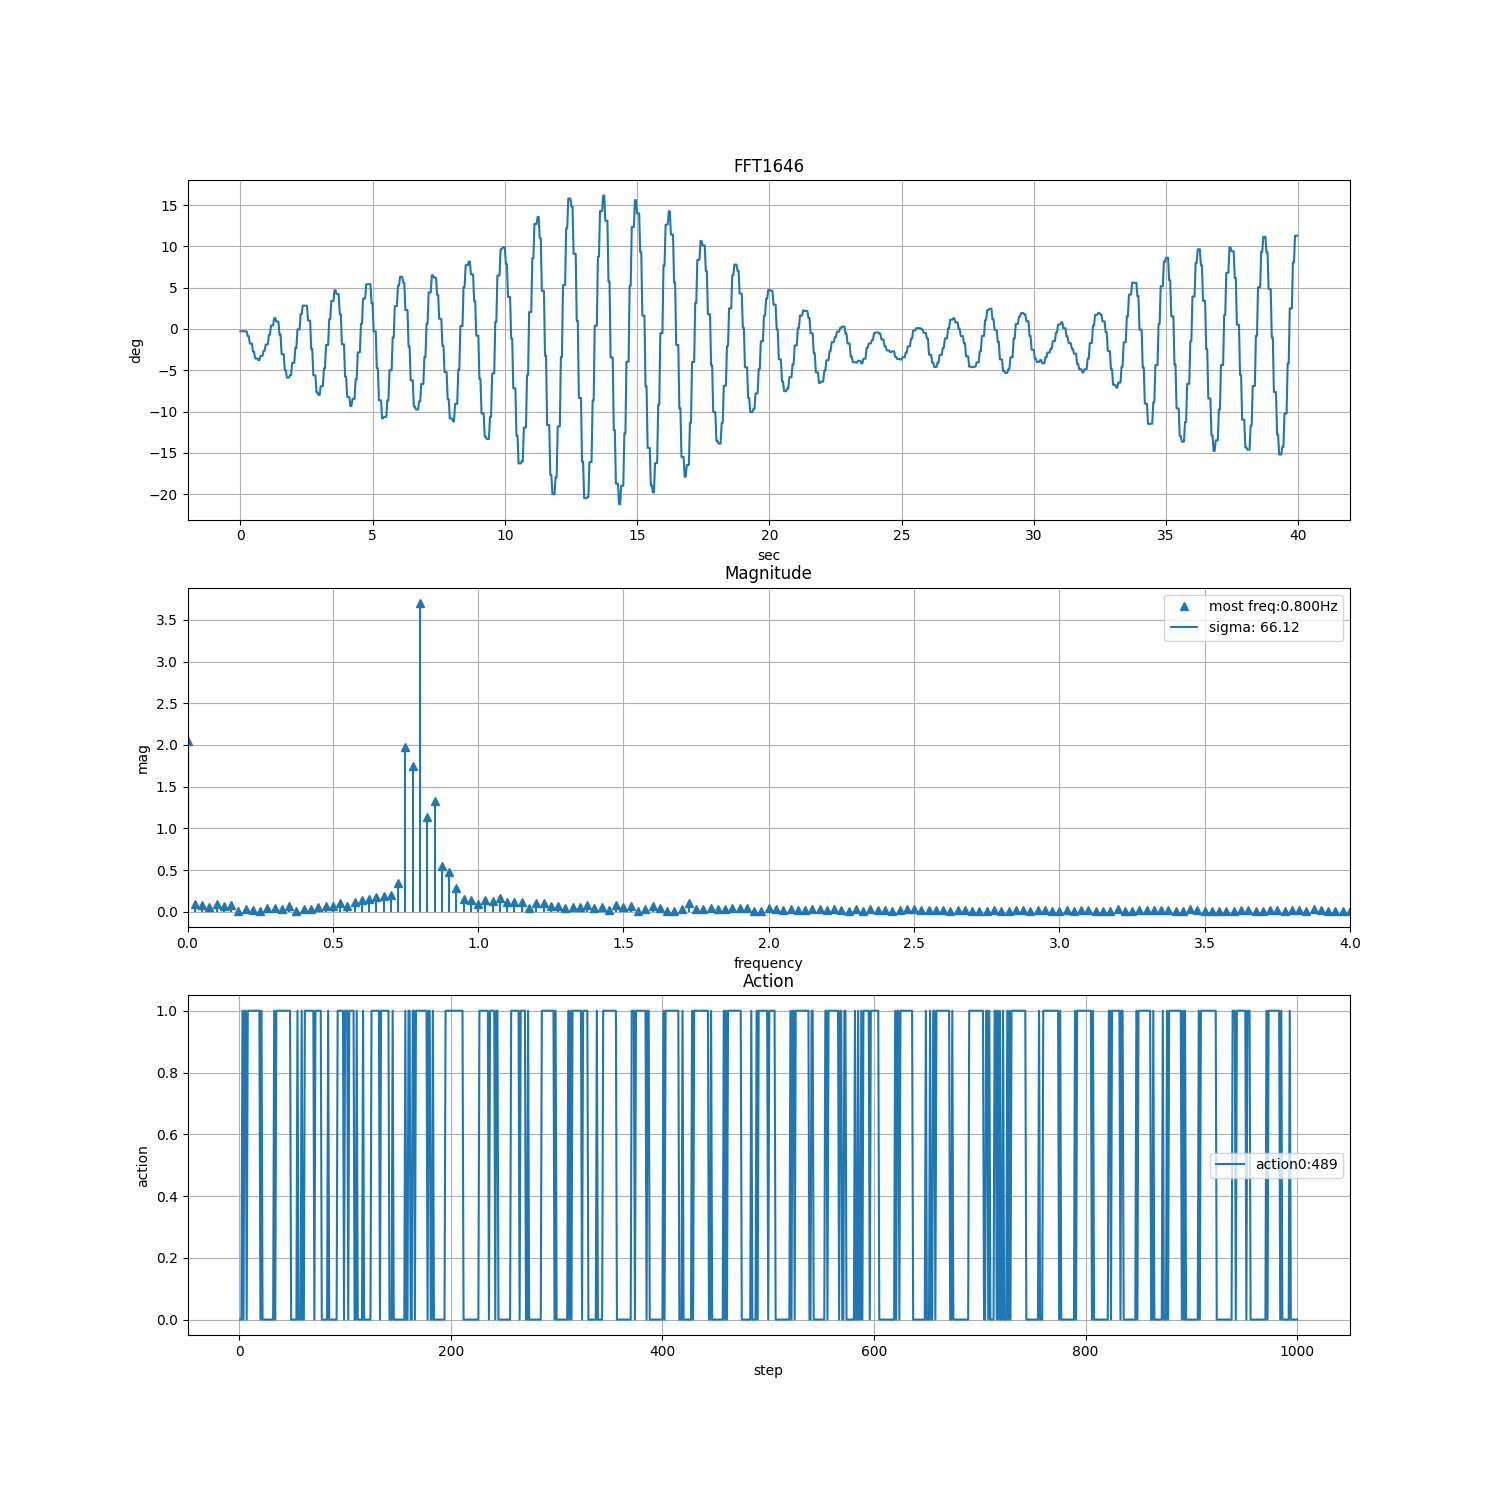 FFT1646
15
10
5
0
−5
−10
−15
−20
deg
0 5 10 15 20 25 30 35 40
sec
Magnitude
most freq:0.800Hz
sigma: 66.12
3.5
3.0
2.5
2.0
1.5
1.0
0.5
0.0
mag
0.0 0.5 1.0 1.5 2.0 2.5 3.0 3.5 4.0
frequency
Action
1.0
0.8
0.6
0.4
0.2
0.0
action
action0:489
0 200 400 600 800 1000
step